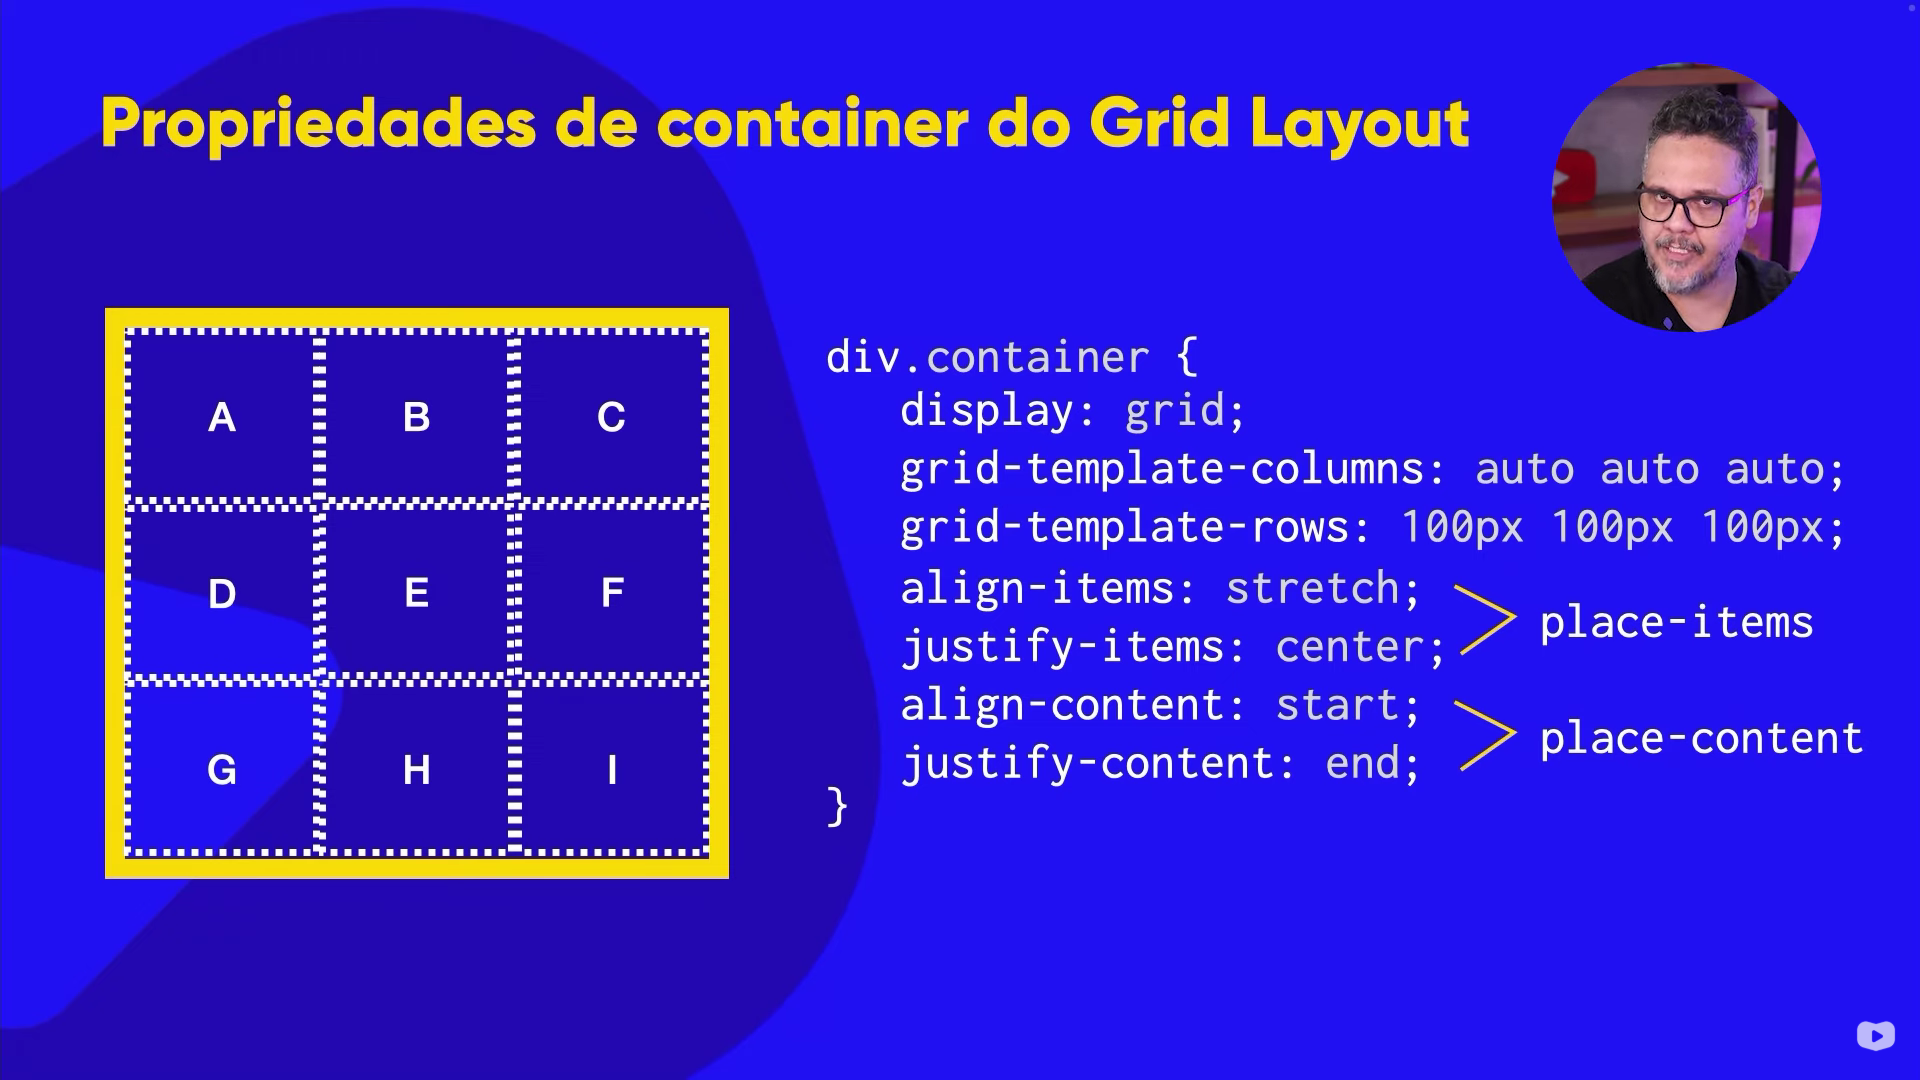 Propriedades de container do Grid Layout
A B C
D E F
G H I
div.container {
display: grid;
grid-template-columns: auto auto auto;
grid-template-rows: 100px 100px 100px;
align-items: stretch;
justify-items: center;
place-items
align-content: start;
justify-content: end;
place-content
}